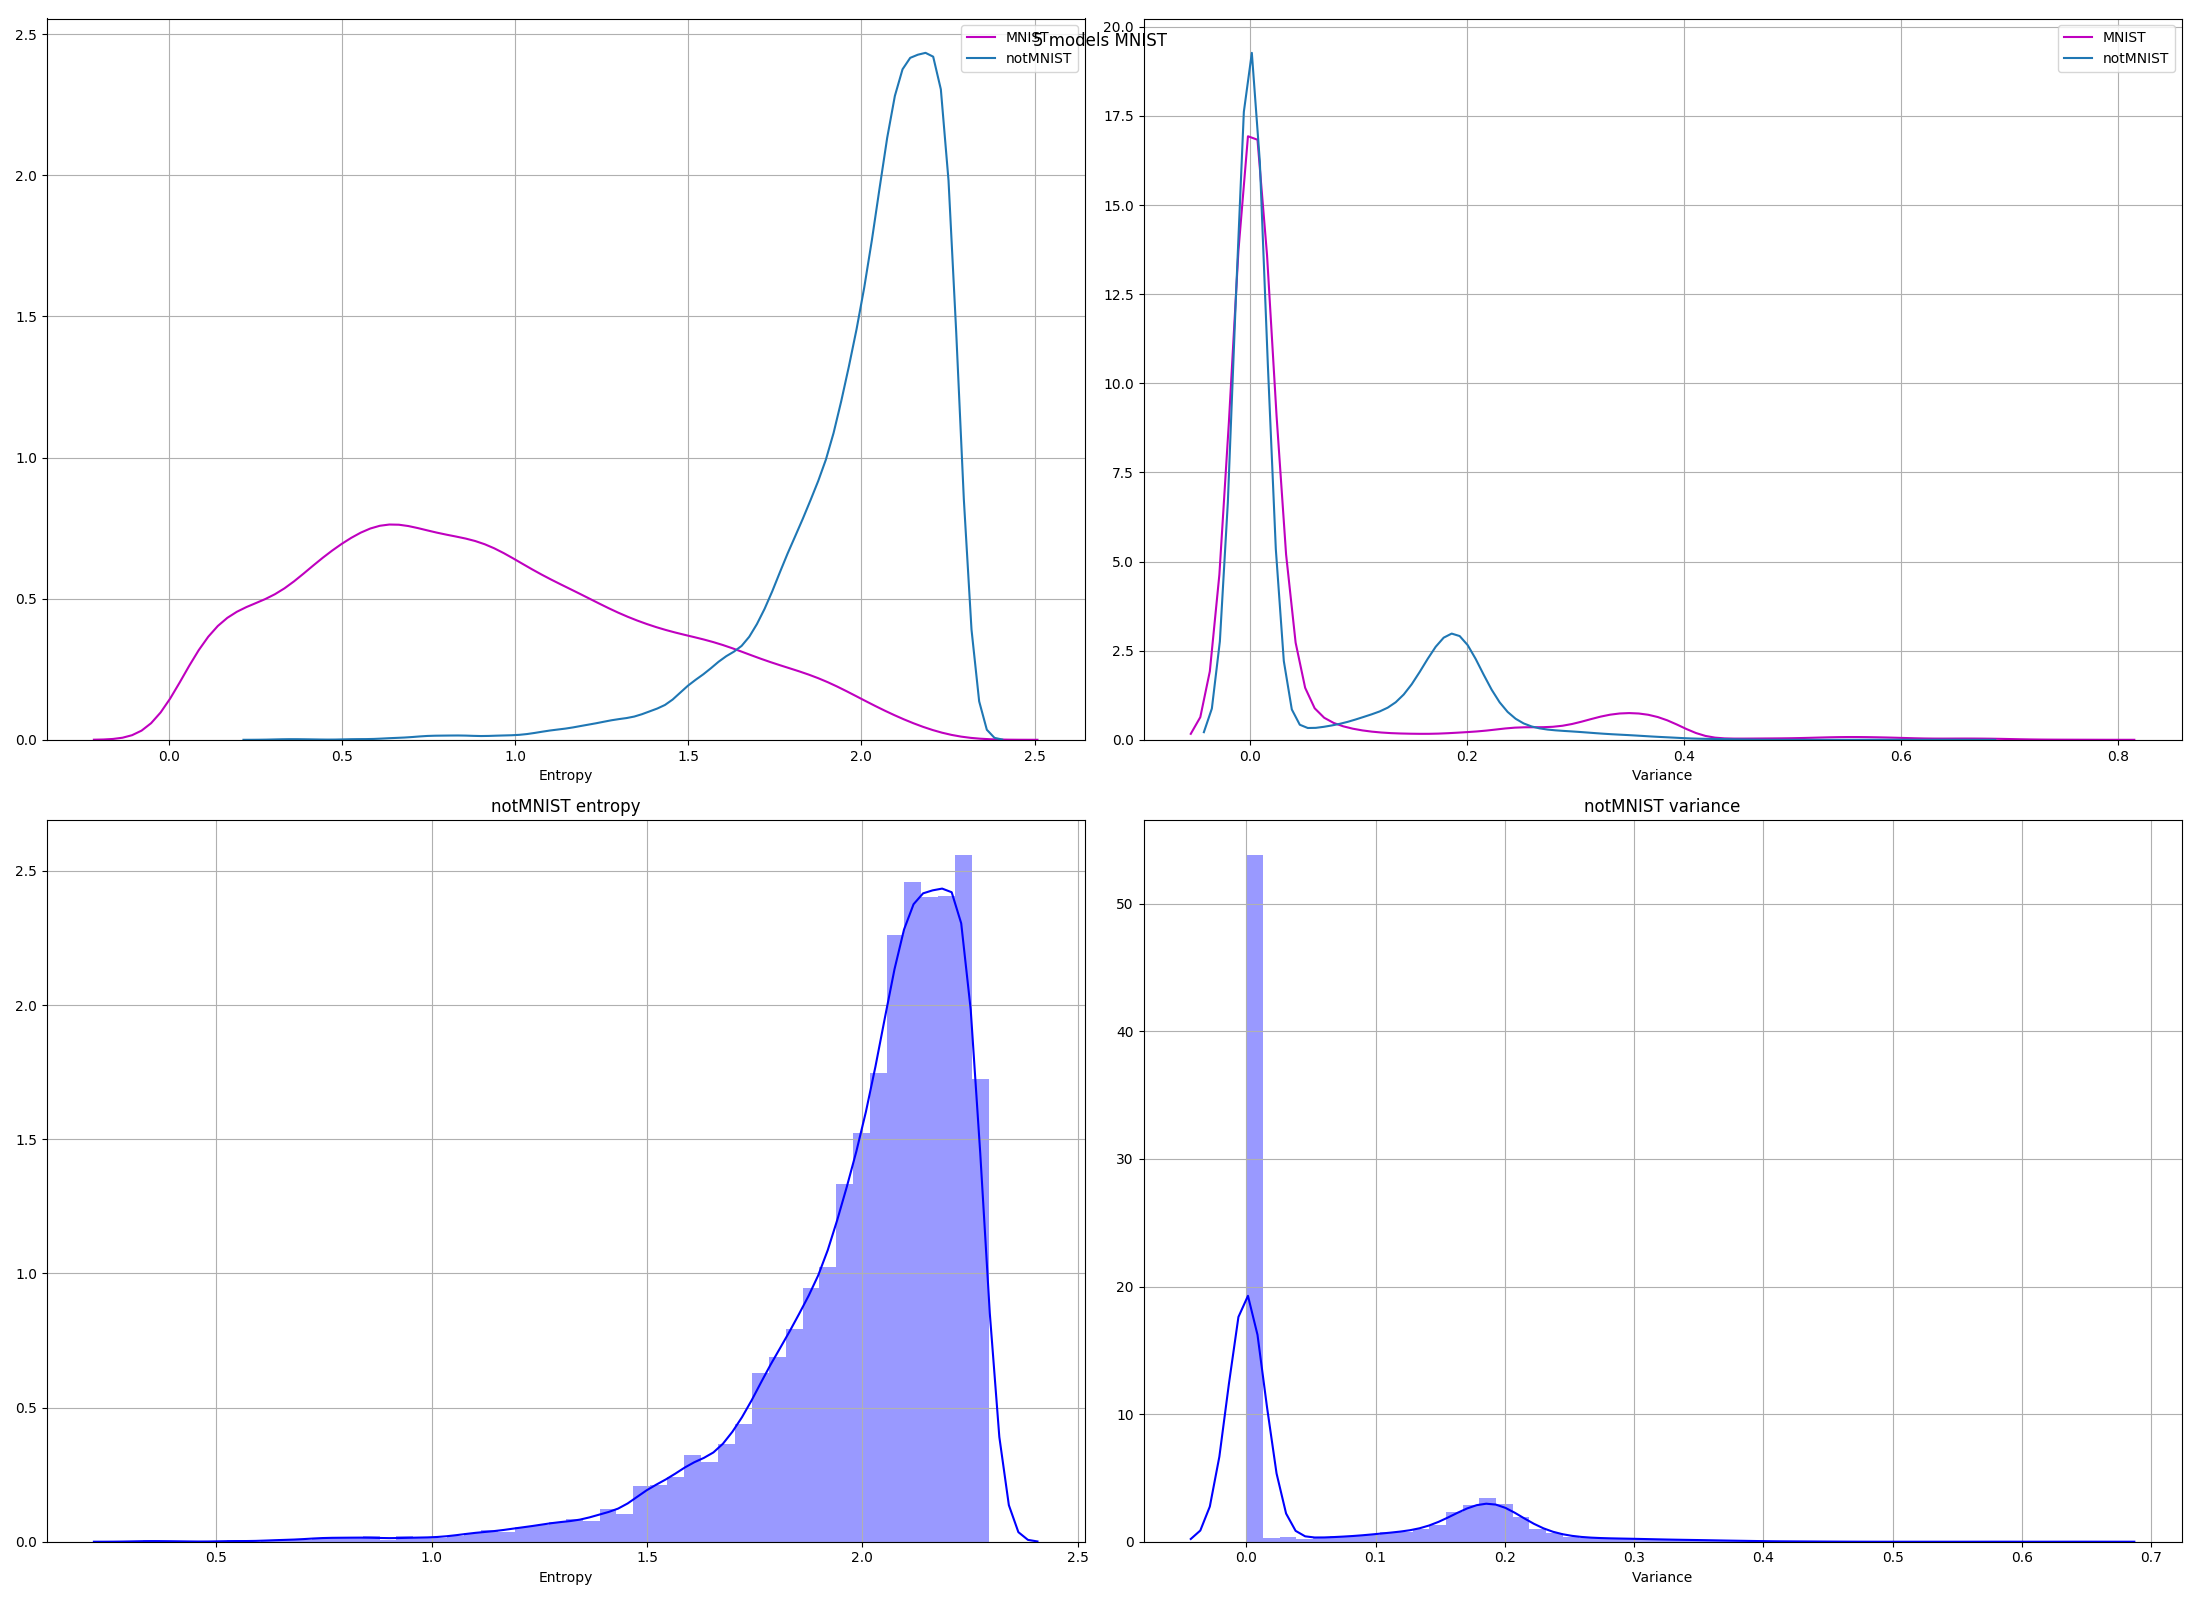 5 models MNIST
MNIST
notMNIST
2.5
2.0
1.5
1.0
0.5
0.0
0.0 0.5 1.0 1.5 2.0 2.5
Entropy
MNIST
notMNIST
20.0
17.5
15.0
12.5
10.0
7.5
5.0
2.5
0.0
0.0 0.2 0.4 0.6 0.8
Variance
notMNIST entropy
2.5
2.0
1.5
1.0
0.5
0.0
0.5 1.0 1.5 2.0 2.5
Entropy
notMNIST variance
50
40
30
20
10
0
0.0 0.1 0.2 0.3 0.4 0.5 0.6 0.7
Variance